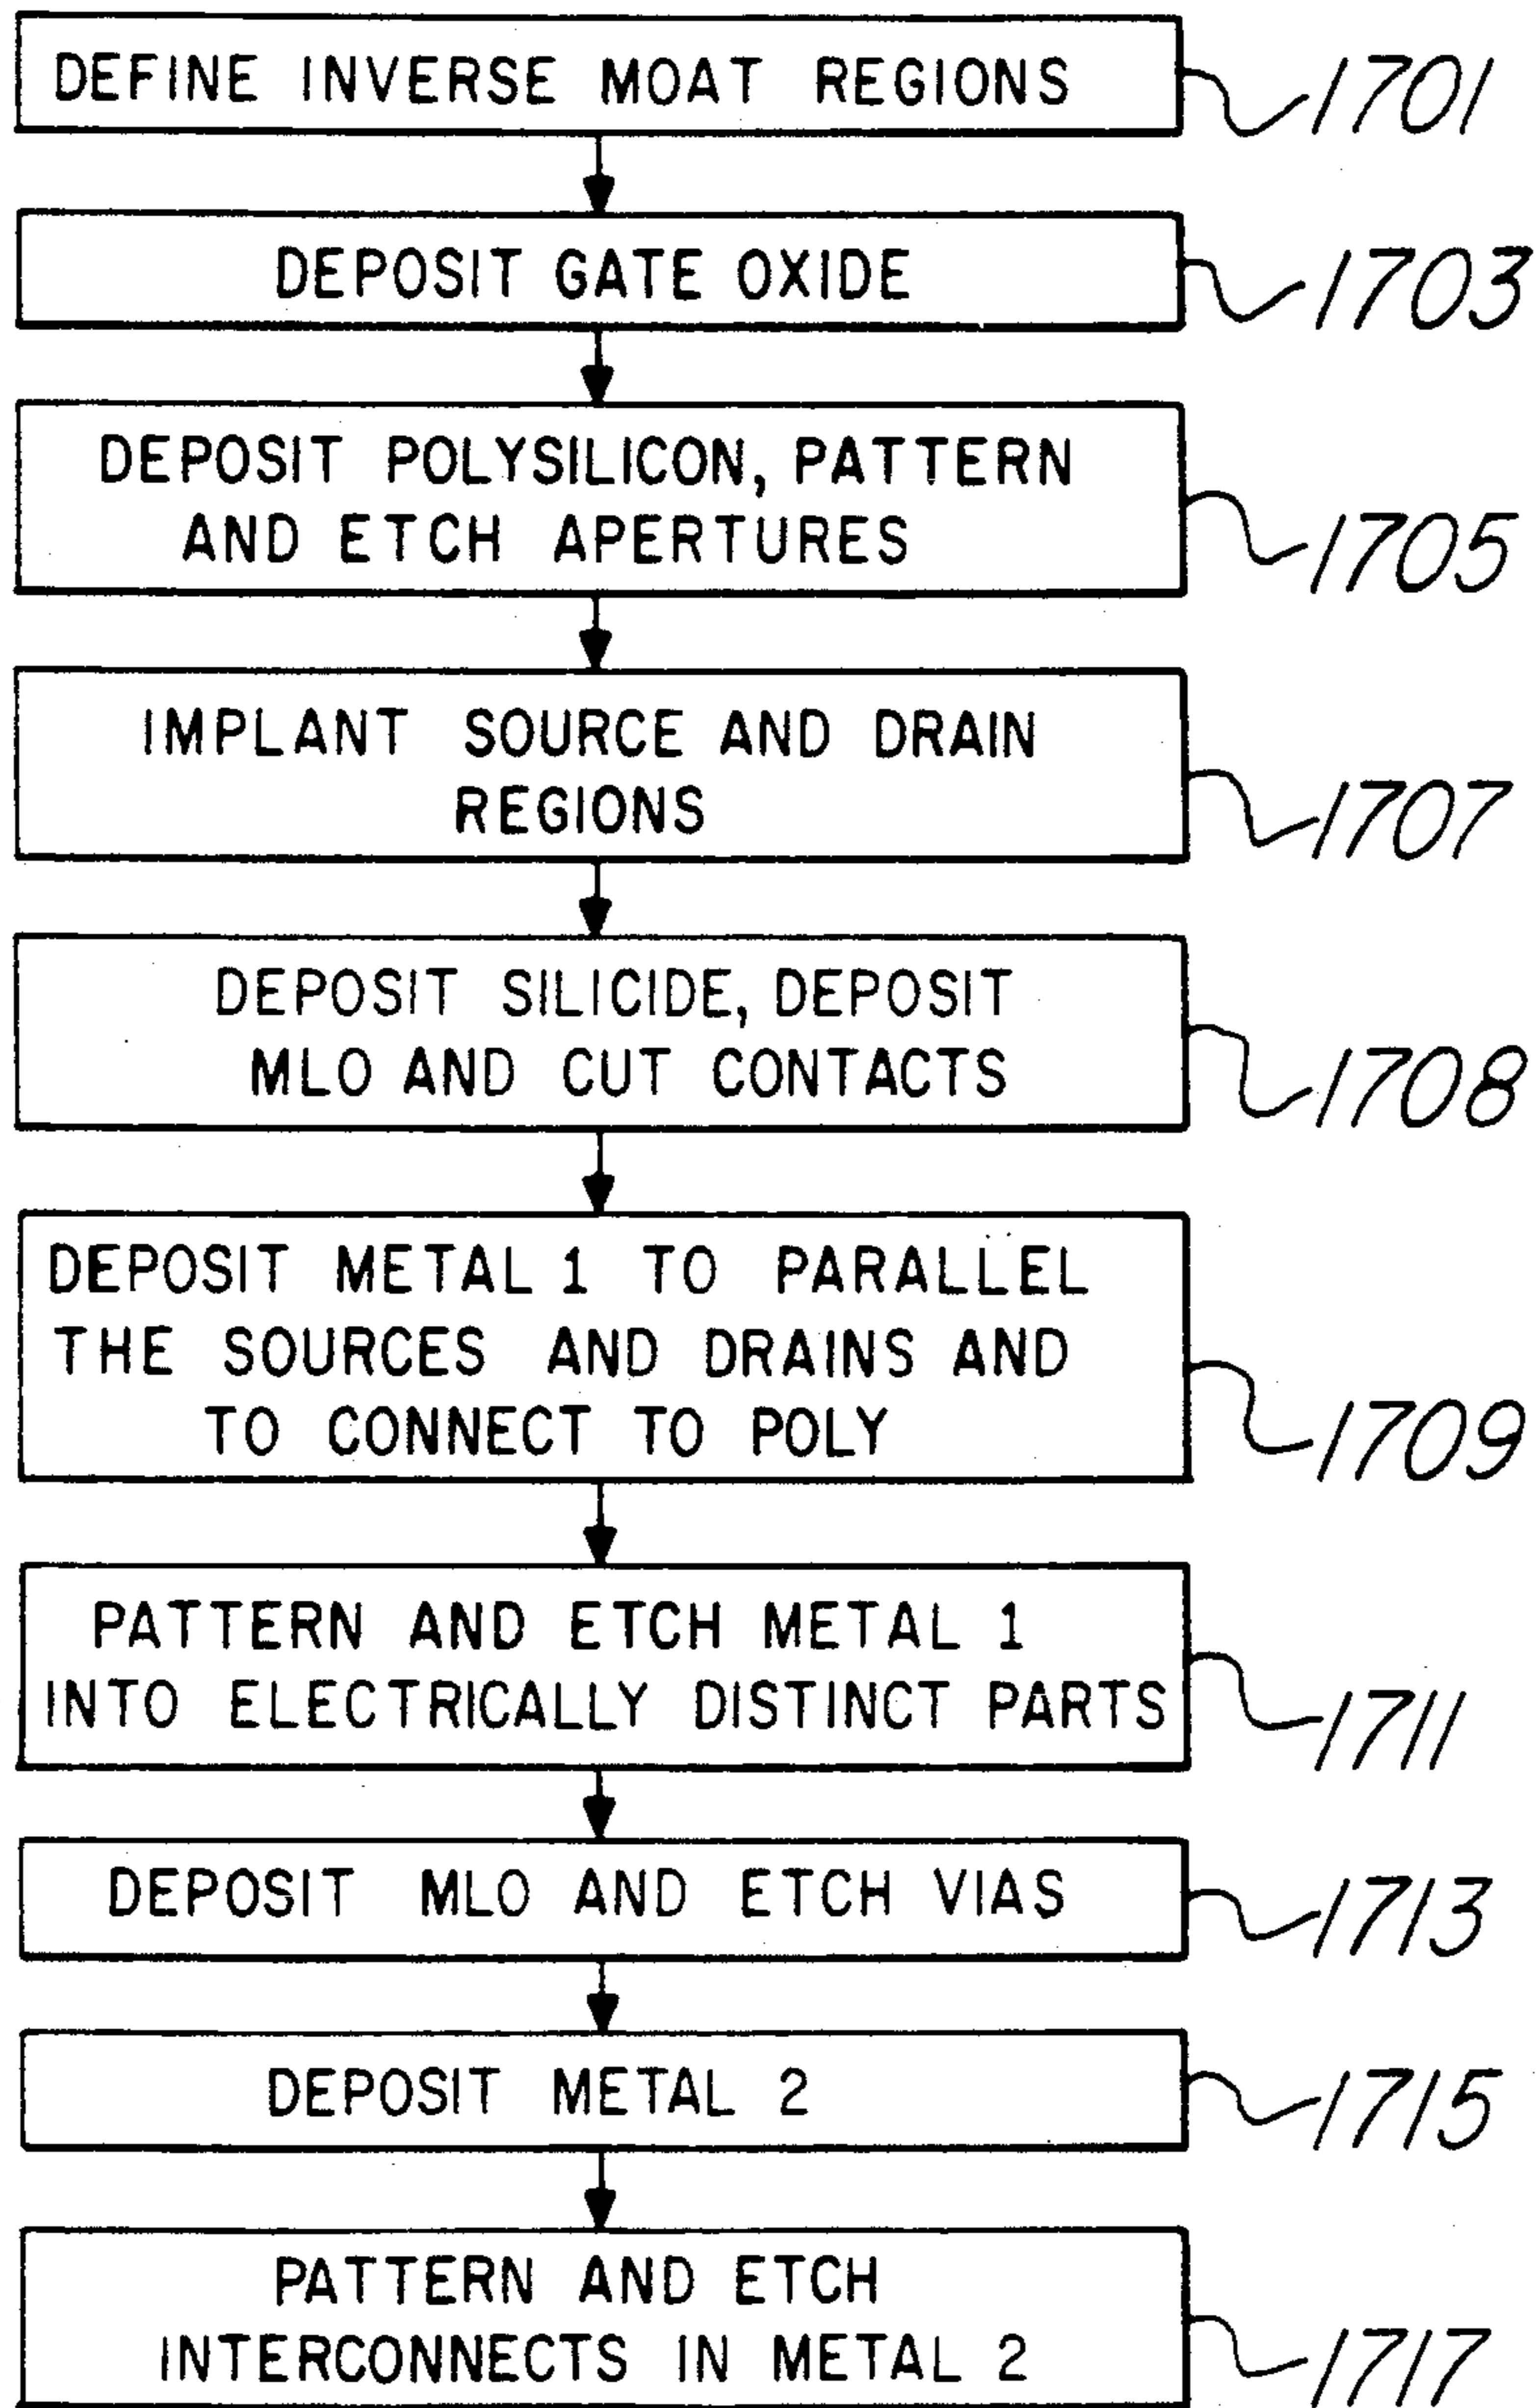 DEFINE INVERSE MOAT REGIONS
1701
DEPOSIT GATE OXIDE
1703
DEPOSIT POLYSILICON, PATTERN
AND ETCH APERTURES
1705
IMPLANT SOURCE AND DRAIN
REGIONS
1707
DEPOSIT SILICIDE, DEPOSIT
MLO AND CUT CONTACTS
1708
DEPOSIT METAL 1 TO PARALLEL
THE SOURCES AND DRAINS AND
TO CONNECT TO POLY
1709
PATTERN AND ETCH METAL 1
INTO ELECTRICALLY DISTINCT PARTS
1711
DEPOSIT MLO AND ETCH VIAS
1713
DEPOSIT METAL 2
1715
PATTERN AND ETCH
INTERCONNECTS IN METAL 2
1717